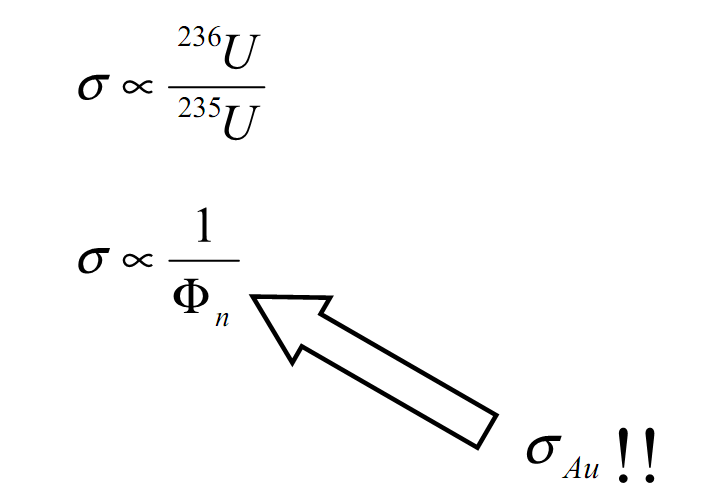 σ ∝ ²³⁶U / ²³⁵U
σ ∝ 1 / Φₙ
σ_Au !!